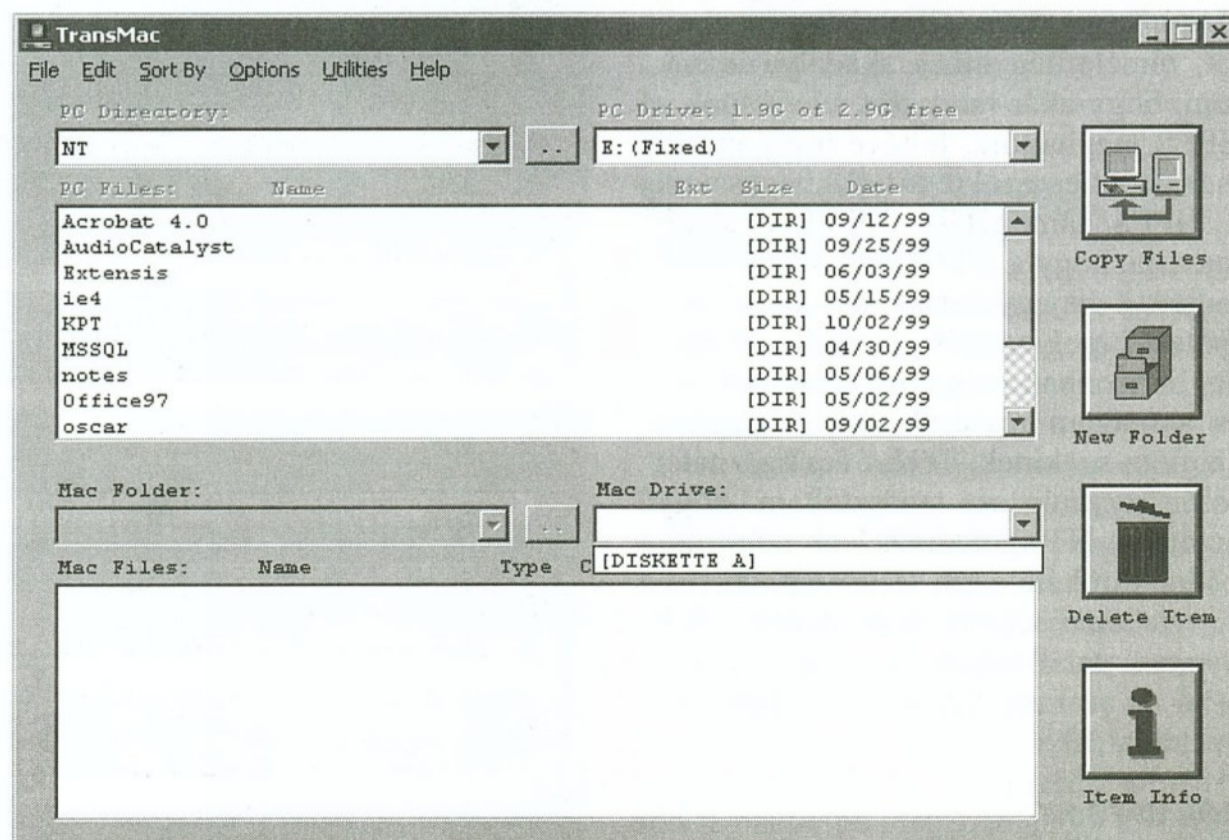 TransMac
File Edit Sort By Options Utilities Help
PC Directory: PC Drive: 1.9G of 2.9G free
NT .. E:(Fixed)
PC Files: Name Ext Size Date
Acrobat 4.0 [DIR] 09/12/99
AudioCatalyst [DIR] 09/25/99
Extensis [DIR] 06/03/99
ie4 [DIR] 05/15/99
KPT [DIR] 10/02/99
MSSQL [DIR] 04/30/99
notes [DIR] 05/06/99
Office97 [DIR] 05/02/99
oscar [DIR] 09/02/99
Copy Files
New Folder
Mac Folder: Mac Drive:
..
[DISKETTE A]
Mac Files: Name Type C
Delete Item
Item Info